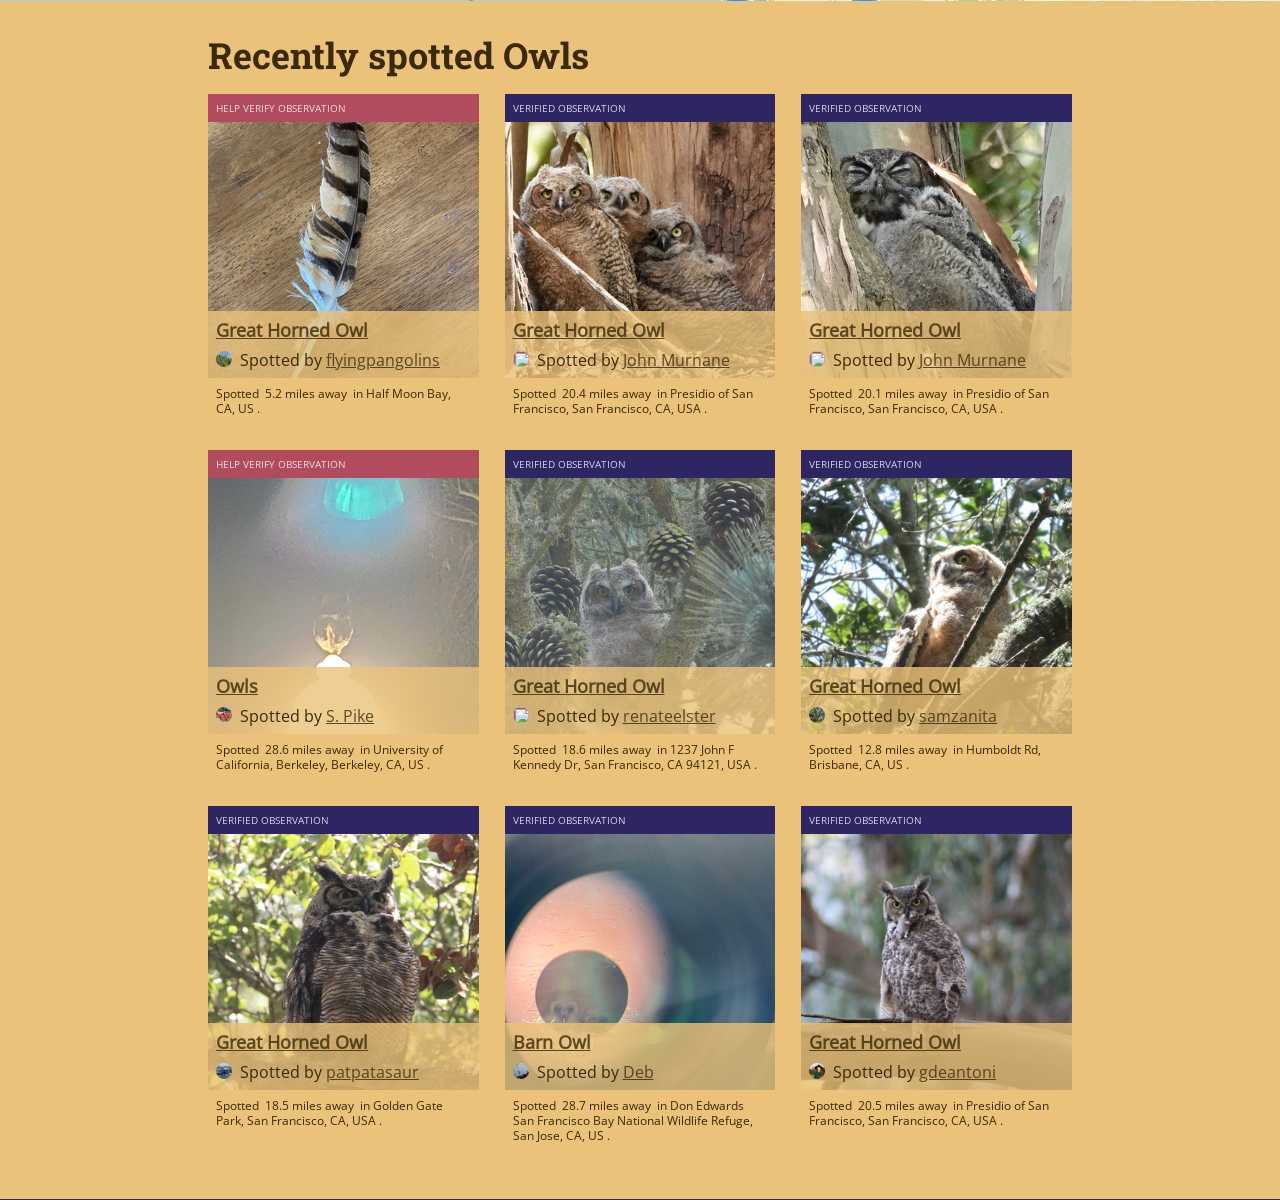 Recently spotted Owls
HELP VERIFY OBSERVATION
Great Horned Owl
Spotted by flyingpangolins
Spotted 5.2 miles away in Half Moon Bay,
CA, US .
VERIFIED OBSERVATION
Great Horned Owl
Spotted by John Murnane
Spotted 20.4 miles away in Presidio of San
Francisco, San Francisco, CA, USA .
VERIFIED OBSERVATION
Great Horned Owl
Spotted by John Murnane
Spotted 20.1 miles away in Presidio of San
Francisco, San Francisco, CA, USA .
HELP VERIFY OBSERVATION
Owls
Spotted by S. Pike
Spotted 28.6 miles away in University of
California, Berkeley, Berkeley, CA, US .
VERIFIED OBSERVATION
Great Horned Owl
Spotted by renateelster
Spotted 18.6 miles away in 1237 John F
Kennedy Dr, San Francisco, CA 94121, USA .
VERIFIED OBSERVATION
Great Horned Owl
Spotted by samzanita
Spotted 12.8 miles away in Humboldt Rd,
Brisbane, CA, US .
VERIFIED OBSERVATION
Great Horned Owl
Spotted by patpatasaur
Spotted 18.5 miles away in Golden Gate
Park, San Francisco, CA, USA .
VERIFIED OBSERVATION
Barn Owl
Spotted by Deb
Spotted 28.7 miles away in Don Edwards
San Francisco Bay National Wildlife Refuge,
San Jose, CA, US .
VERIFIED OBSERVATION
Great Horned Owl
Spotted by gdeantoni
Spotted 20.5 miles away in Presidio of San
Francisco, San Francisco, CA, USA .